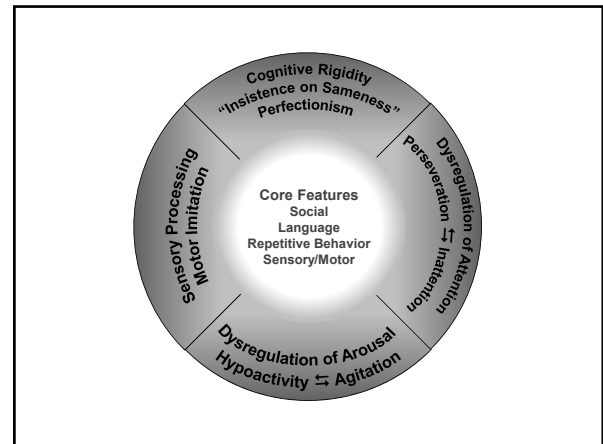 Cognitive Rigidity
“Insistence on Sameness”
Perfectionism
Dysregulation of Attention
Perseveration ⇅ Inattention
Core Features
Social
Language
Repetitive Behavior
Sensory/Motor
Sensory Processing
Motor Imitation
Dysregulation of Arousal
Hypoactivity ⇆ Agitation